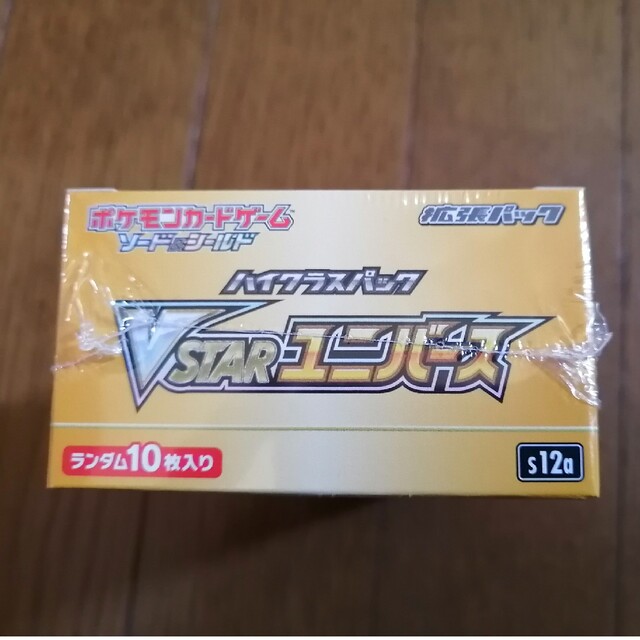 ポケモンカードゲーム
ソード&シールド
拡張パック
ハイクラスパック
VSTARユニバース
ランダム10枚入り
s12a